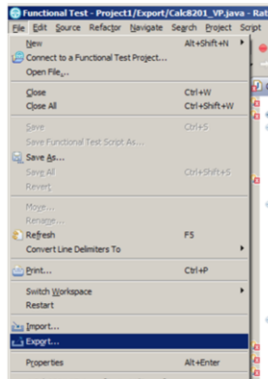 Functional Test - Project1/Export/Calc8201_VP.java - Rat
File Edit Source Refactor Navigate Search Project Script
New Alt+Shift+N
Connect to a Functional Test Project...
Open File...
Close Ctrl+W
Close All Ctrl+Shift+W
Save Ctrl+S
Save Functional Test Script As...
Save As...
Save All Ctrl+Shift+S
Revert
Move...
Rename...
Refresh F5
Convert Line Delimiters To
Print... Ctrl+P
Switch Workspace
Restart
Import...
Export...
Properties Alt+Enter